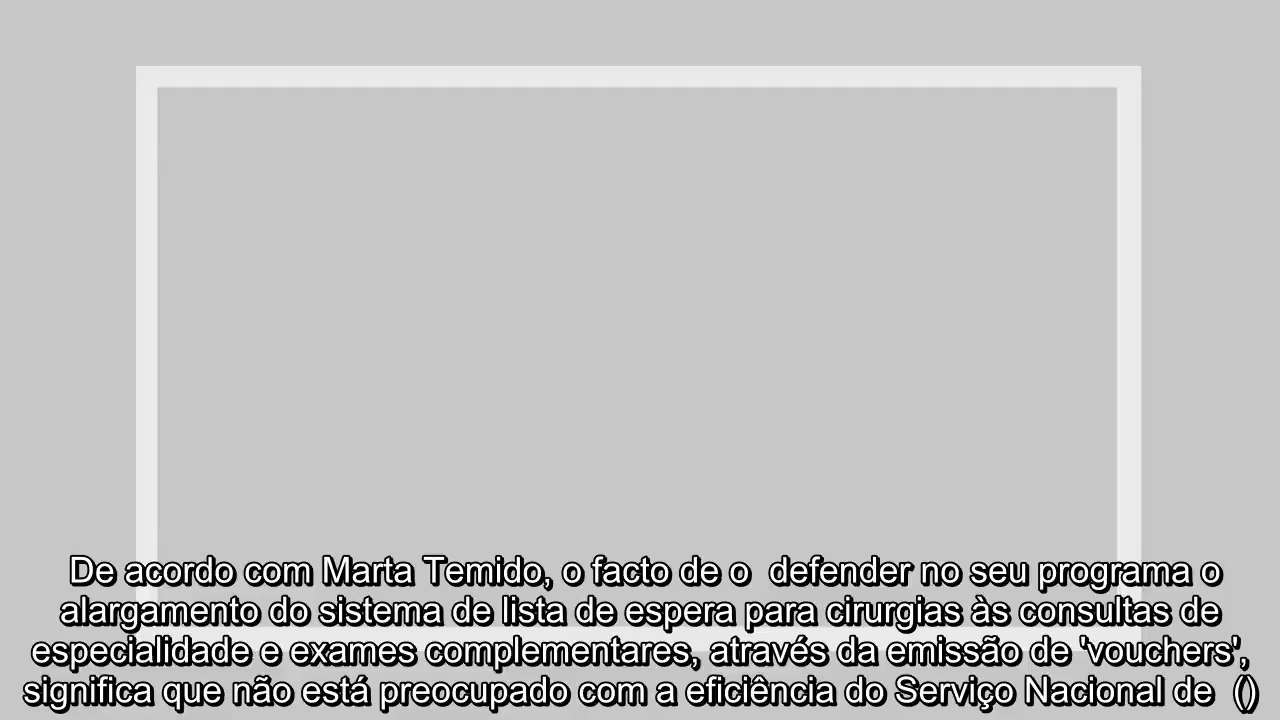 De acordo com Marta Temido, o facto de o  defender no seu programa o
alargamento do sistema de lista de espera para cirurgias às consultas de
especialidade e exames complementares, através da emissão de 'vouchers',
significa que não está preocupado com a eficiência do Serviço Nacional de  ()